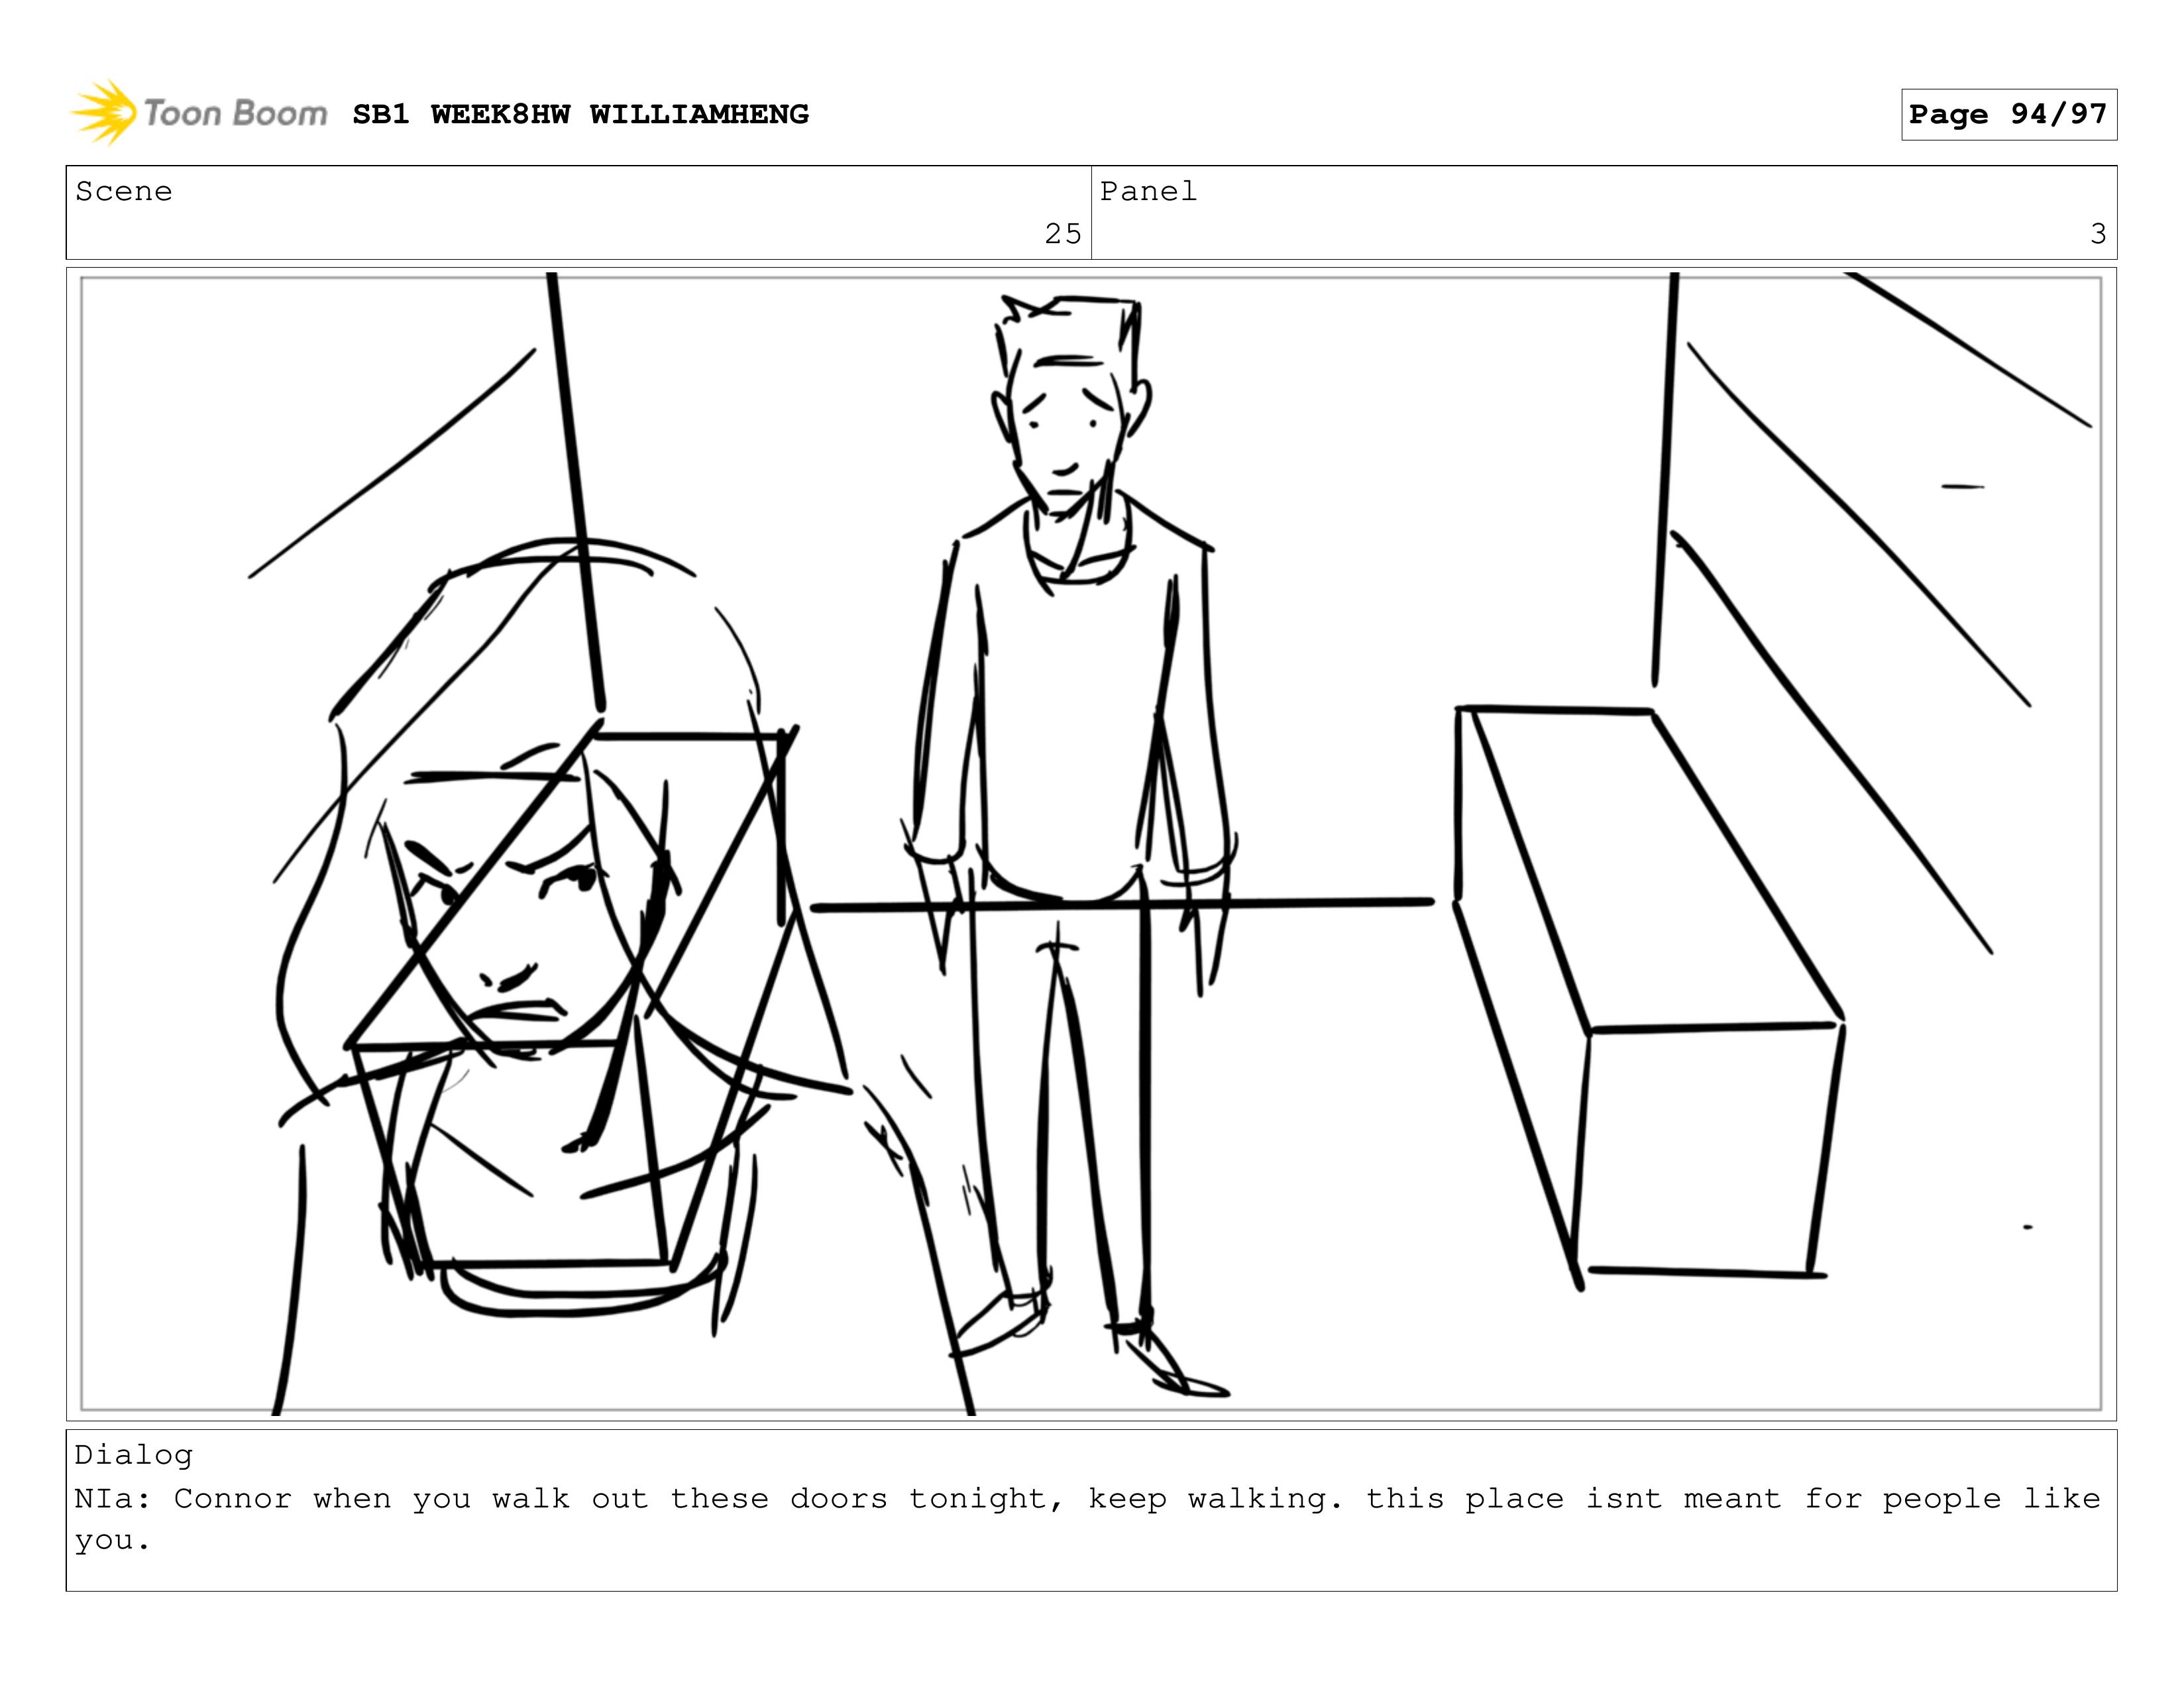 Toon Boom SB1 WEEK8HW WILLIAMHENG
Page 94/97
Scene
25
Panel
3
Dialog
NIa: Connor when you walk out these doors tonight, keep walking. this place isnt meant for people like
you.